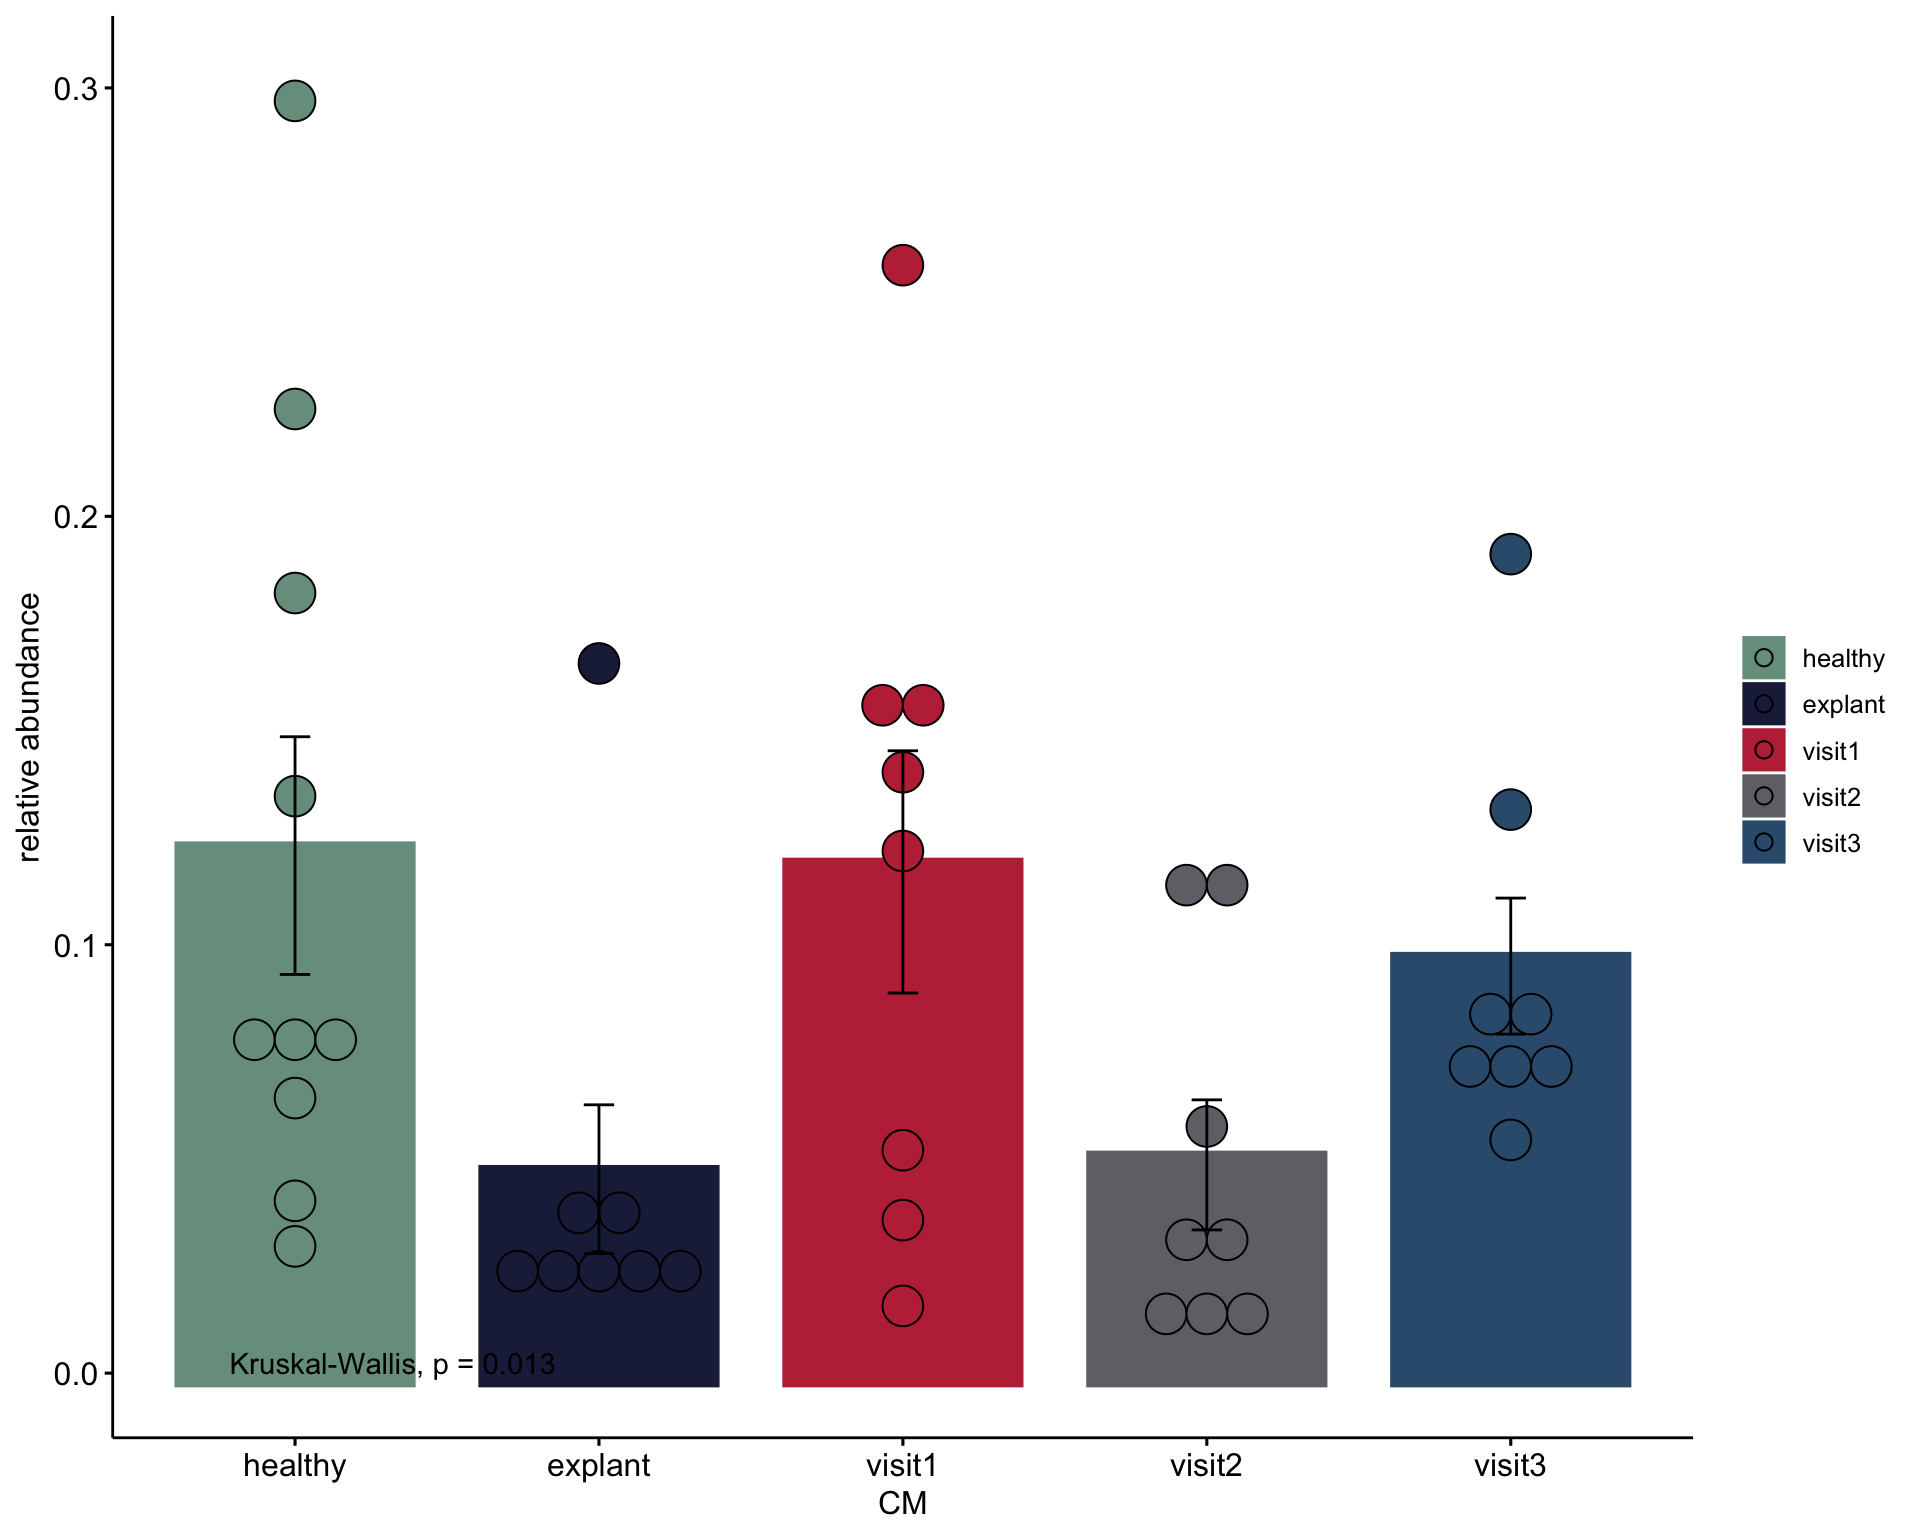 relative abundance
0.3
0.2
0.1
0.0
Kruskal-Wallis, p = 0.013
healthy
explant
visit1
visit2
visit3
CM
healthy
explant
visit1
visit2
visit3